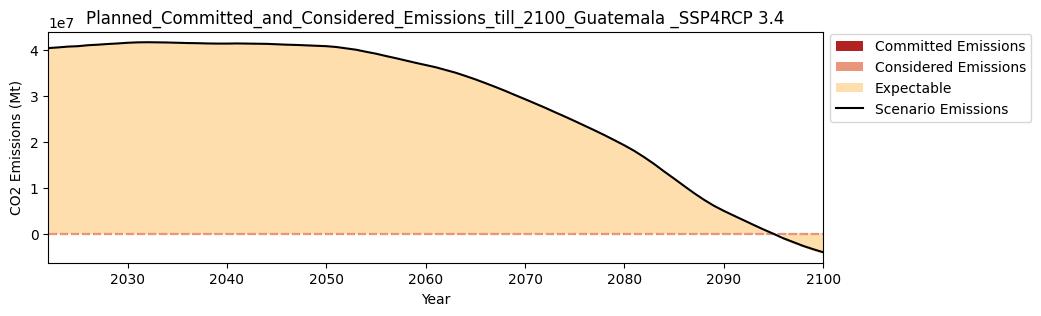 Planned_Committed_and_Considered_Emissions_till_2100_Guatemala _SSP4RCP 3.4
1e7
4
3
2
1
0
CO2 Emissions (Mt)
2030 2040 2050 2060 2070 2080 2090 2100
Year
Committed Emissions
Considered Emissions
Expectable
Scenario Emissions